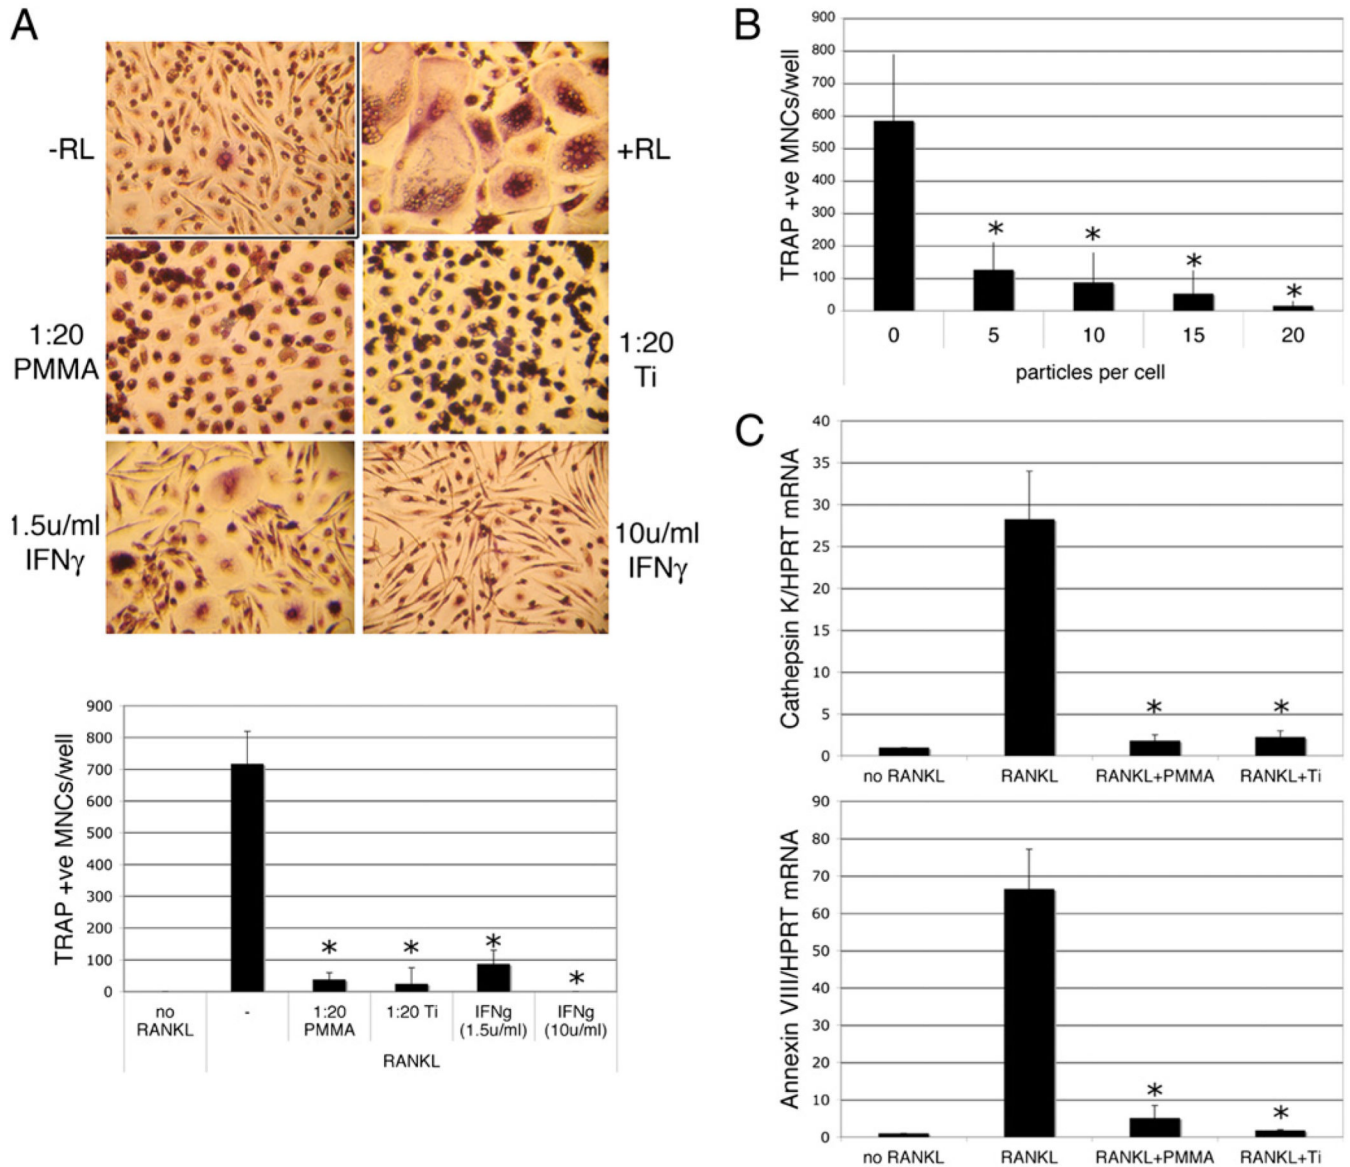 A
-RL
+RL
1:20
PMMA
1:20
Ti
1.5u/ml
IFNγ
10u/ml
IFNγ
TRAP +ve MNCs/well
900
800
700
600
500
400
300
200
100
0
* * * *
no
RANKL
-
1:20
PMMA
1:20 Ti
IFNg
(1.5u/ml)
IFNg
(10u/ml)
RANKL
B
TRAP +ve MNCs/well
900
800
700
600
500
400
300
200
100
0
* * * *
0 5 10 15 20
particles per cell
C
Cathepsin K/HPRT mRNA
40
35
30
25
20
15
10
5
0
* *
no RANKL RANKL RANKL+PMMA RANKL+Ti
Annexin VIII/HPRT mRNA
90
80
70
60
50
40
30
20
10
0
* *
no RANKL RANKL RANKL+PMMA RANKL+Ti